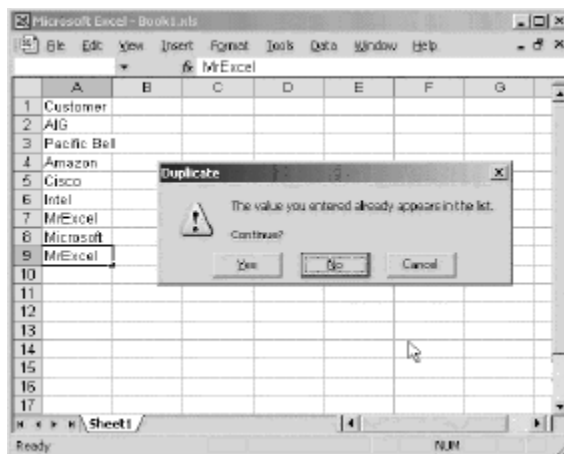 Microsoft Excel - Book1.xls
File Edit View Insert Format Tools Data Window Help
fx MrExcel
A B C D E F G
1 Customer
2 AIG
3 Pacific Bell
4 Amazon
5 Cisco
6 Intel
7 MrExcel
8 Microsoft
9 MrExcel
10
11
12
13
14
15
16
17
Duplicate
The value you entered already appears in the list.
Continue?
Yes No Cancel
Sheet1
Ready NUM